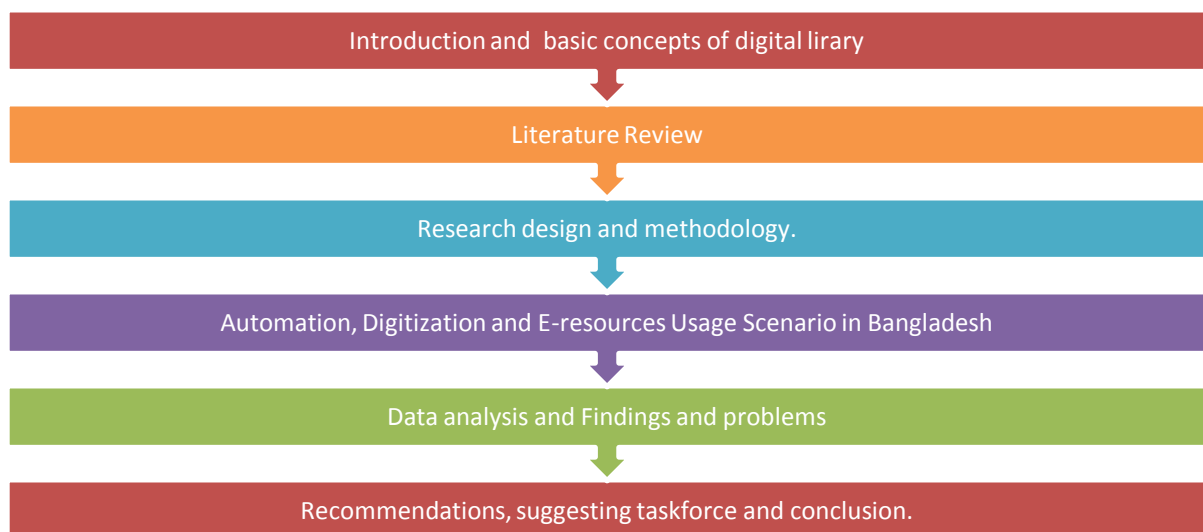 Introduction and basic concepts of digital lirary
Literature Review
Research design and methodology.
Automation, Digitization and E-resources Usage Scenario in Bangladesh
Data analysis and Findings and problems
Recommendations, suggesting taskforce and conclusion.